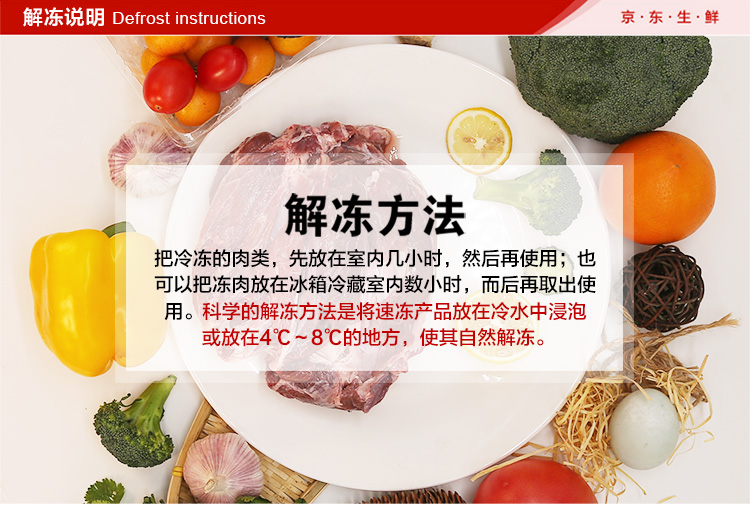 解冻说明 Defrost instructions
京·东·生·鲜
解冻方法
把冷冻的肉类，先放在室内几小时，然后再使用；也
可以把冻肉放在冰箱冷藏室内数小时，而后再取出使
用。科学的解冻方法是将速冻产品放在冷水中浸泡
或放在4℃～8℃的地方，使其自然解冻。